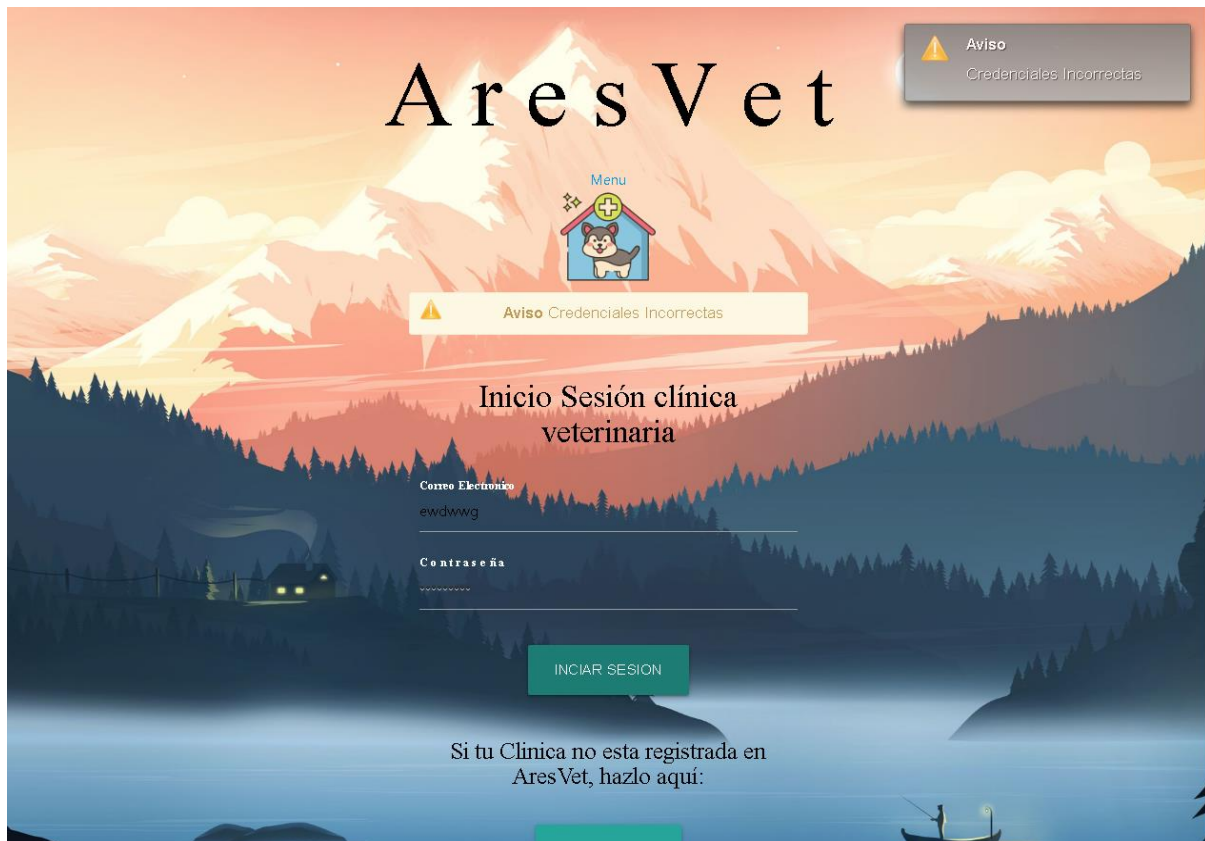 AresVet
Aviso
Credenciales Incorrectas
Menu
Aviso Credenciales Incorrectas
Inicio Sesión clínica
veterinaria
Correo Electronico
ewdwwg
Contraseña
INCIAR SESION
Si tu Clinica no esta registrada en
AresVet, hazlo aquí: